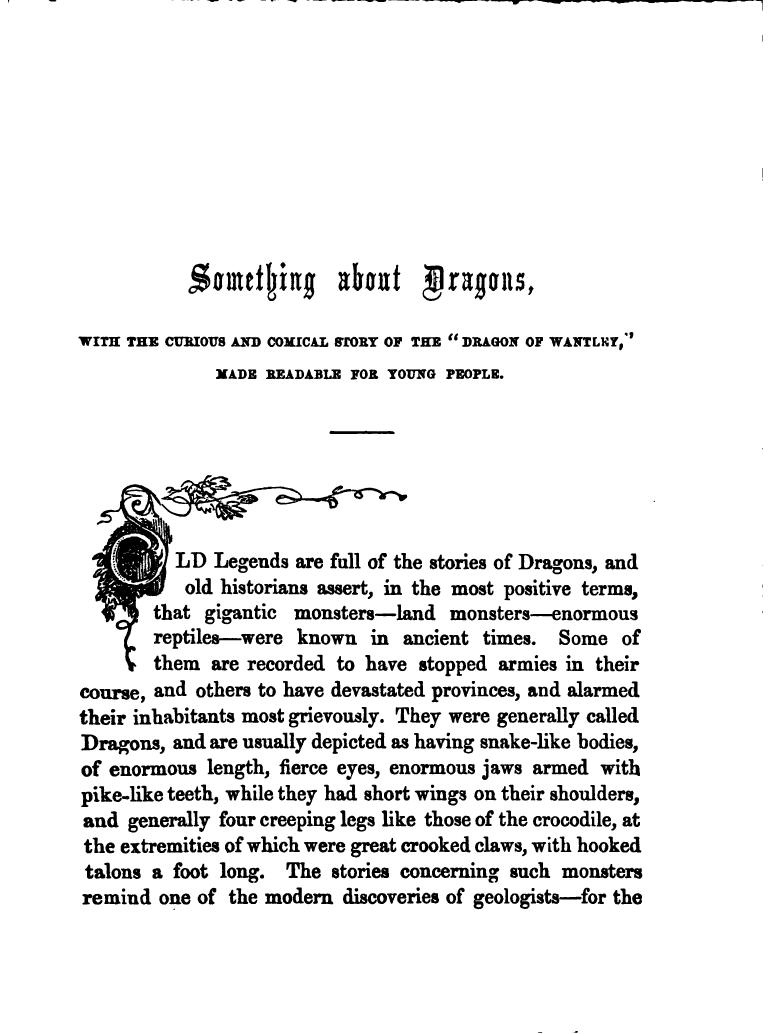 Something about Dragons,
WITH THE CURIOUS AND COMICAL STORY OF THE "DRAGON OF WANTLEY,"
MADE READABLE FOR YOUNG PEOPLE.
OLD Legends are full of the stories of Dragons, and
old historians assert, in the most positive terms,
that gigantic monsters—land monsters—enormous
reptiles—were known in ancient times. Some of
them are recorded to have stopped armies in their
course, and others to have devastated provinces, and alarmed
their inhabitants most grievously. They were generally called
Dragons, and are usually depicted as having snake-like bodies,
of enormous length, fierce eyes, enormous jaws armed with
pike-like teeth, while they had short wings on their shoulders,
and generally four creeping legs like those of the crocodile, at
the extremities of which were great crooked claws, with hooked
talons a foot long. The stories concerning such monsters
remind one of the modern discoveries of geologists—for the